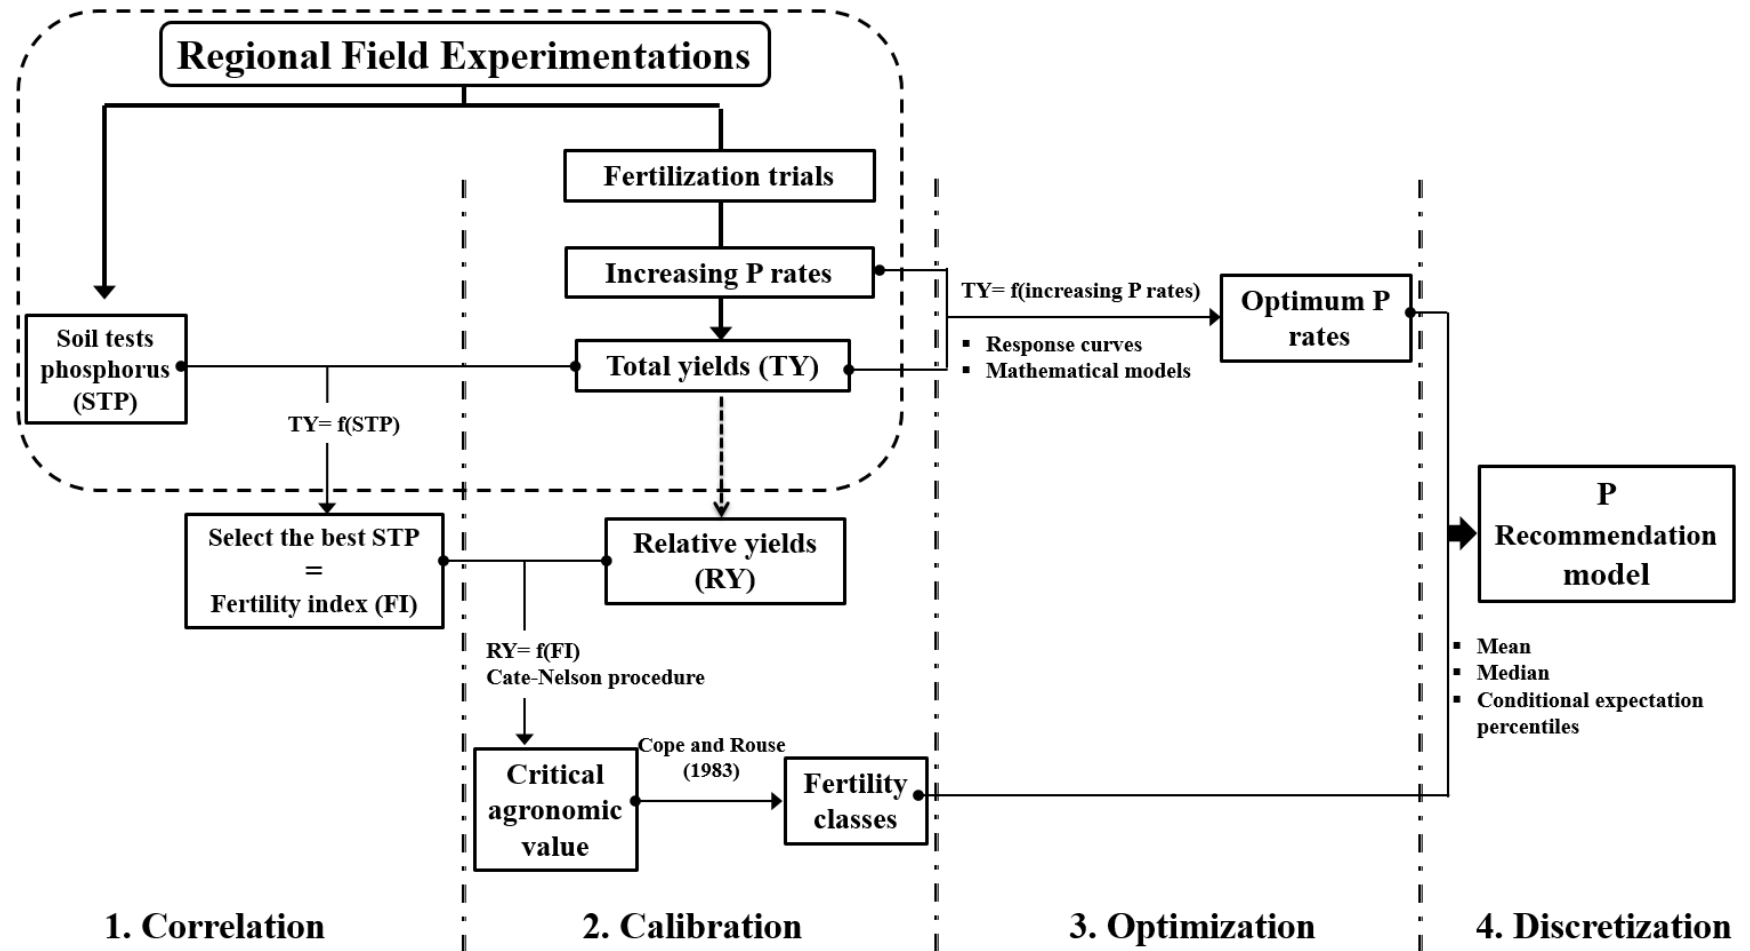 Regional Field Experimentations
Fertilization trials
Increasing P rates
Total yields (TY)
Soil tests
phosphorus
(STP)
TY= f(STP)
TY= f(increasing P rates)
▪ Response curves
▪ Mathematical models
Optimum P
rates
Select the best STP
=
Fertility index (FI)
Relative yields
(RY)
RY= f(FI)
Cate-Nelson procedure
Critical
agronomic
value
Cope and Rouse
(1983)
Fertility
classes
P
Recommendation
model
▪ Mean
▪ Median
▪ Conditional expectation
percentiles
1. Correlation
2. Calibration
3. Optimization
4. Discretization